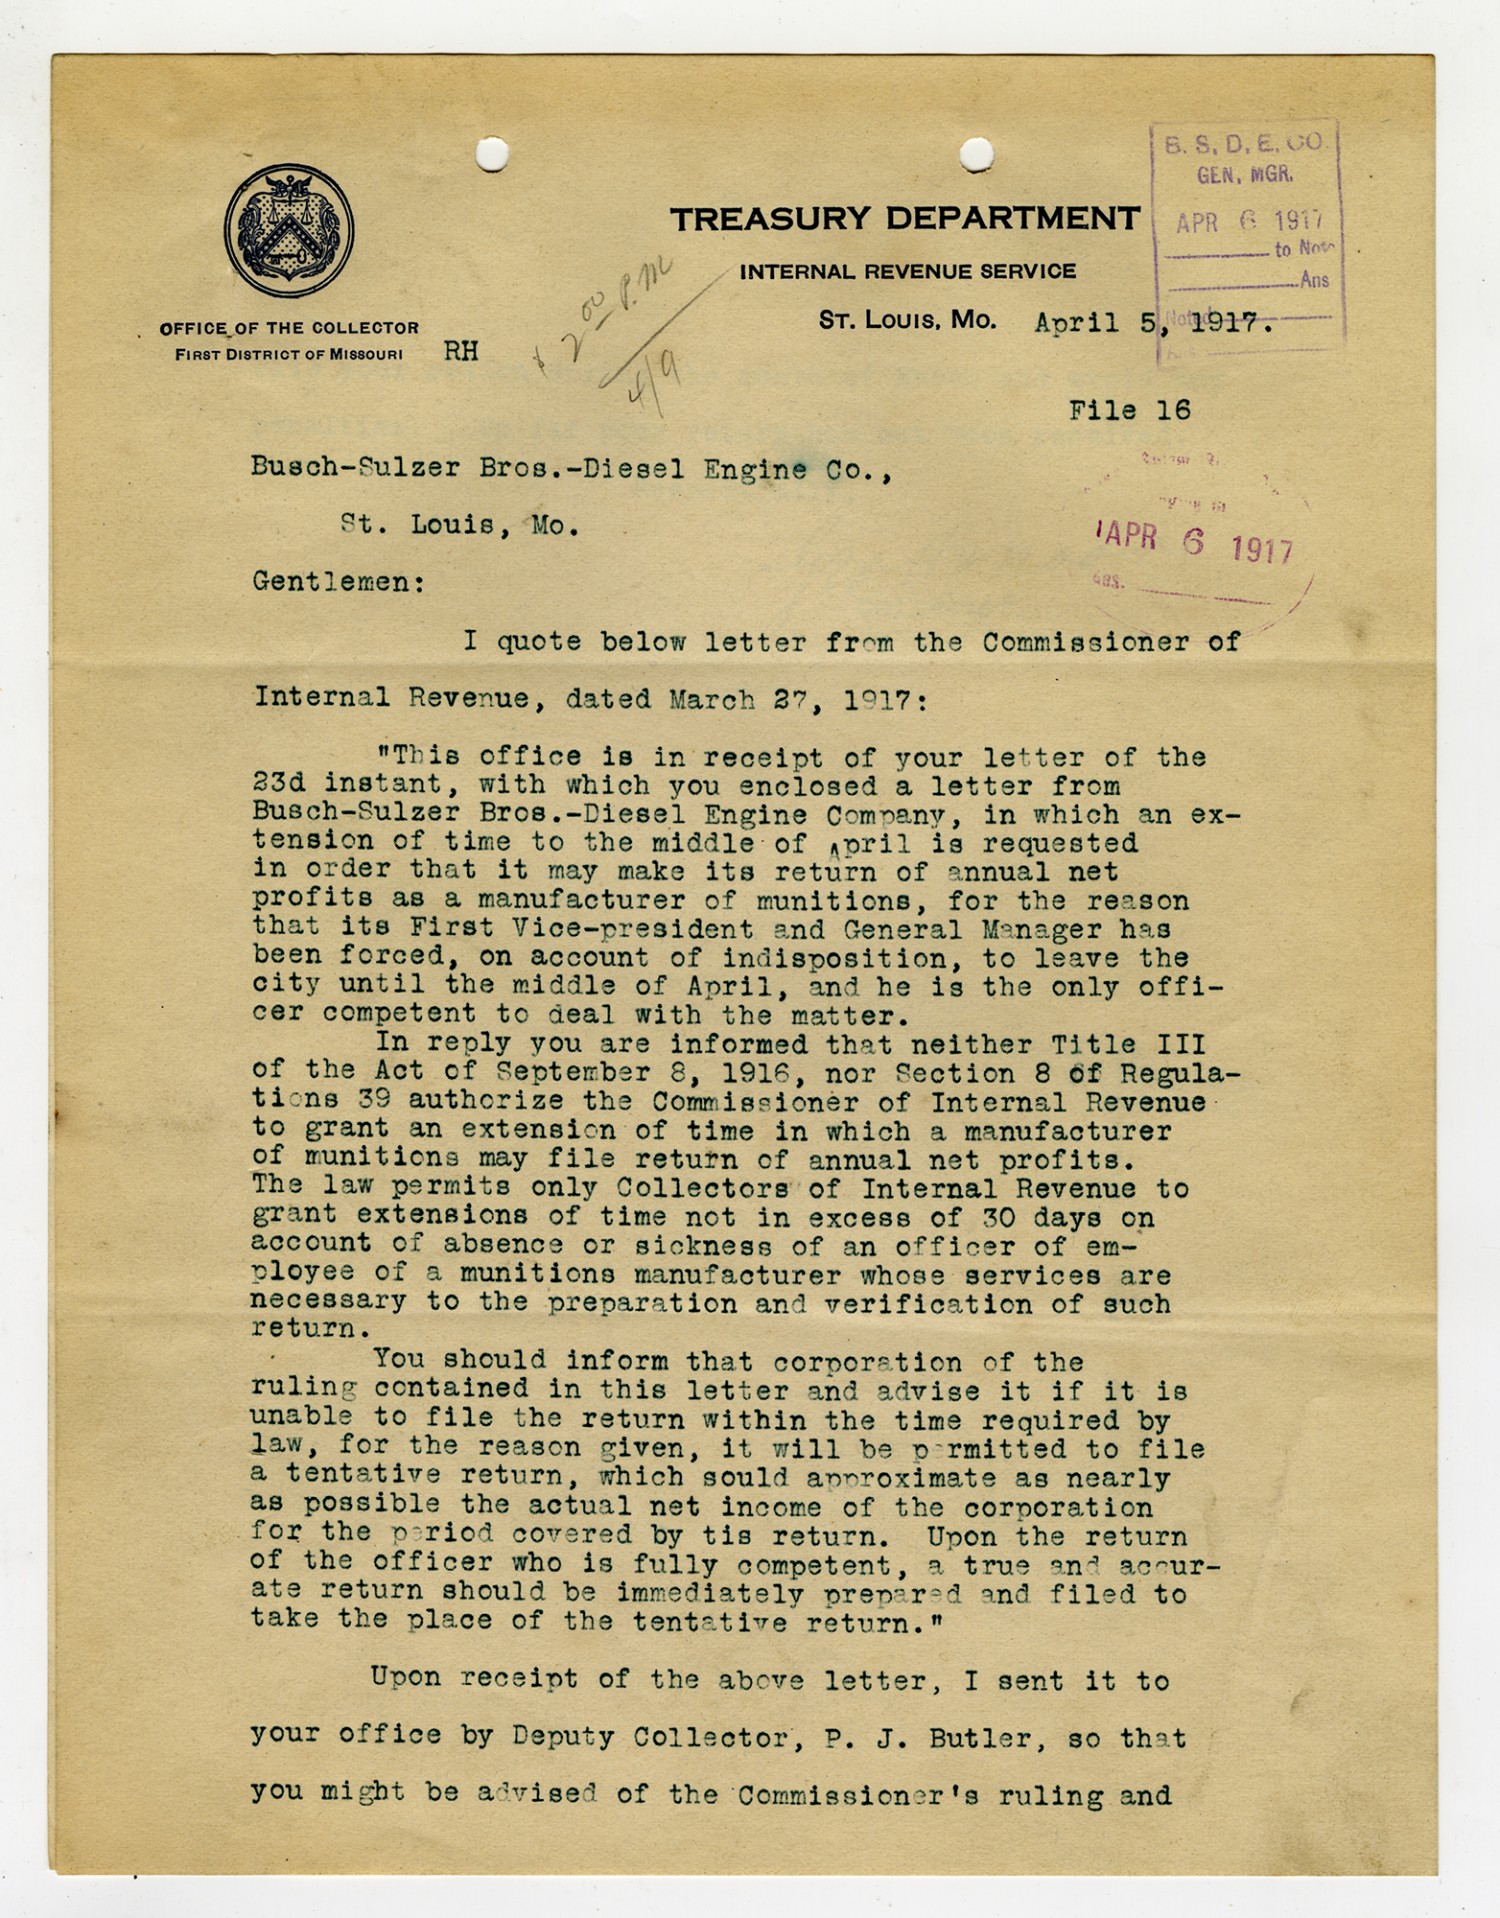 B. S. D. E. CO.
GEN. MGR.
APR 6 1917
to Note
Ans
Noted
TREASURY DEPARTMENT
INTERNAL REVENUE SERVICE
ST. LOUIS, MO. April 5, 1917.
OFFICE OF THE COLLECTOR
FIRST DISTRICT OF MISSOURI RH
2 00 P.M
4/9
File 16
Busch-Sulzer Bros.-Diesel Engine Co.,
St. Louis, Mo.
APR 6 1917
Ans.
Gentlemen:
I quote below letter from the Commissioner of
Internal Revenue, dated March 27, 1917:
"This office is in receipt of your letter of the
23d instant, with which you enclosed a letter from
Busch-Sulzer Bros.-Diesel Engine Company, in which an ex-
tension of time to the middle of April is requested
in order that it may make its return of annual net
profits as a manufacturer of munitions, for the reason
that its First Vice-president and General Manager has
been forced, on account of indisposition, to leave the
city until the middle of April, and he is the only offi-
cer competent to deal with the matter.
In reply you are informed that neither Title III
of the Act of September 8, 1916, nor Section 8 of Regula-
tions 39 authorize the Commissioner of Internal Revenue
to grant an extension of time in which a manufacturer
of munitions may file return of annual net profits.
The law permits only Collectors of Internal Revenue to
grant extensions of time not in excess of 30 days on
account of absence or sickness of an officer of em-
ployee of a munitions manufacturer whose services are
necessary to the preparation and verification of such
return.
You should inform that corporation of the
ruling contained in this letter and advise it if it is
unable to file the return within the time required by
law, for the reason given, it will be permitted to file
a tentative return, which sould approximate as nearly
as possible the actual net income of the corporation
for the period covered by tis return. Upon the return
of the officer who is fully competent, a true and accur-
ate return should be immediately prepared and filed to
take the place of the tentative return."
Upon receipt of the above letter, I sent it to
your office by Deputy Collector, P. J. Butler, so that
you might be advised of the Commissioner's ruling and